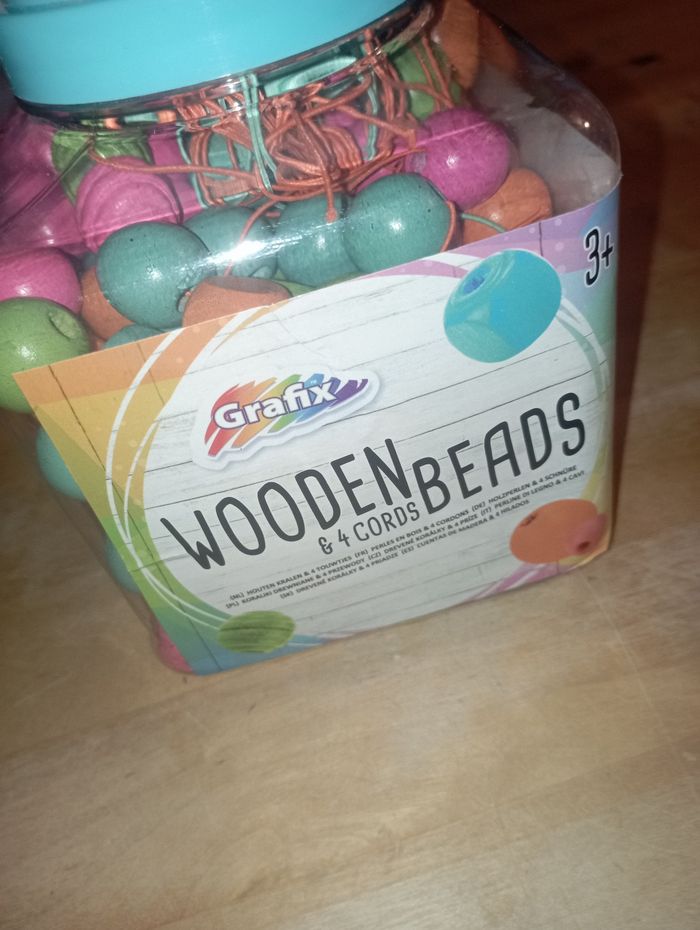 3+
Grafix™
WOODEN BEADS
& 4 CORDS
(NL) HOUTEN KRALEN & 4 TOUWTJES (FR) PERLES EN BOIS & 4 CORDONS (DE) HOLZPERLEN & 4 SCHNÜRE
(PL) KORALIKI DREWNIANE & 4 PRZEWODY (CZ) DŘEVĚNÉ KORÁLKY & 4 PŘÍZE (IT) PERLINE DI LEGNO & 4 CAVI
(SK) DREVENÉ KORÁLKY & 4 PRIADZE (ES) CUENTAS DE MADERA & 4 HILADOS